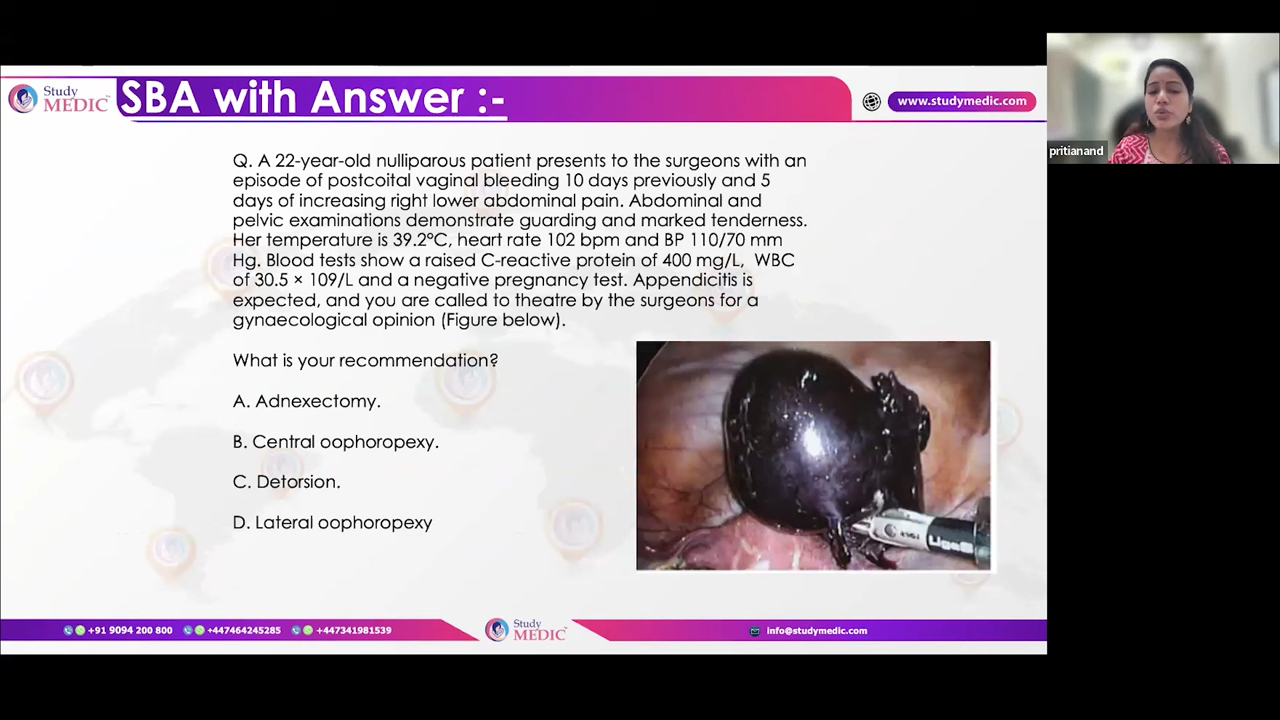 Study
MEDIC™
SBA with Answer :-
www.studymedic.com
pritianand
Q. A 22-year-old nulliparous patient presents to the surgeons with an
episode of postcoital vaginal bleeding 10 days previously and 5
days of increasing right lower abdominal pain. Abdominal and
pelvic examinations demonstrate guarding and marked tenderness.
Her temperature is 39.2°C, heart rate 102 bpm and BP 110/70 mm
Hg. Blood tests show a raised C-reactive protein of 400 mg/L, WBC
of 30.5 × 109/L and a negative pregnancy test. Appendicitis is
expected, and you are called to theatre by the surgeons for a
gynaecological opinion (Figure below).
What is your recommendation?
A. Adnexectomy.
B. Central oophoropexy.
C. Detorsion.
D. Lateral oophoropexy
+91 9094 200 800
+447464245285
+447341981539
Study
MEDIC™
info@studymedic.com